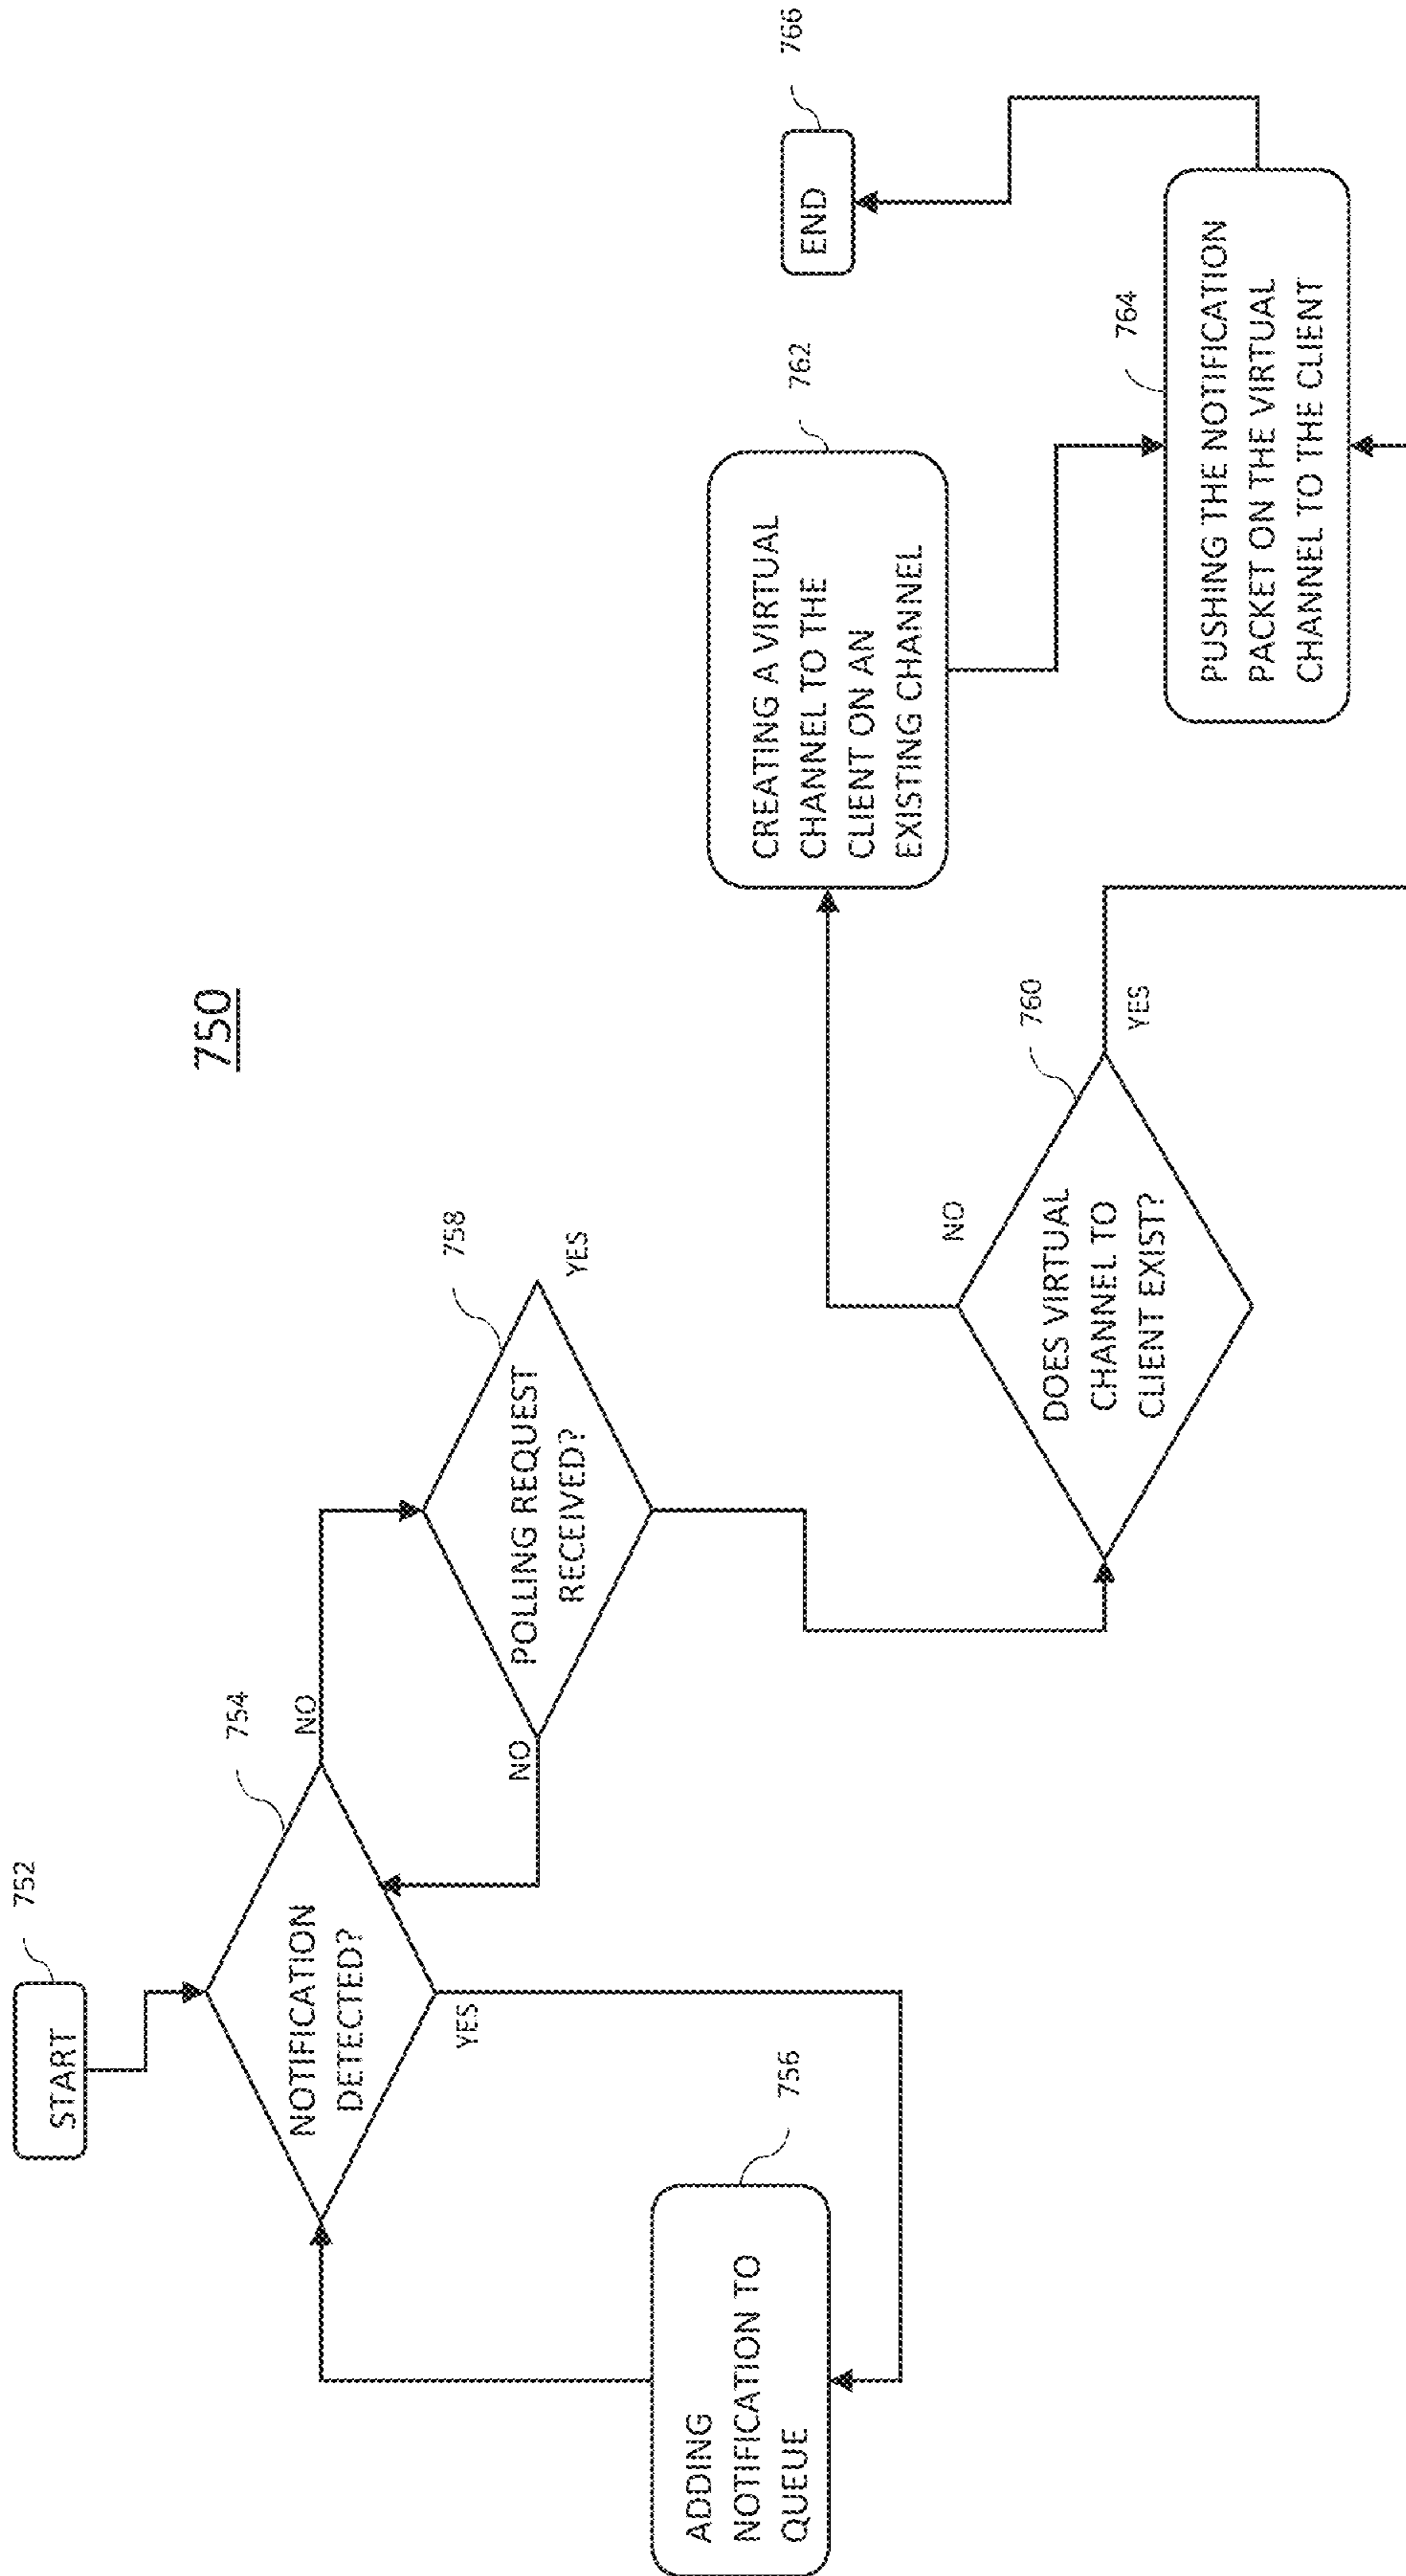 750
752
START
754
NOTIFICATION
DETECTED?
NO
YES
756
ADDING
NOTIFICATION TO
QUEUE
758
POLLING REQUEST
RECEIVED?
NO
YES
760
DOES VIRTUAL
CHANNEL TO
CLIENT EXIST?
NO
YES
762
CREATING A VIRTUAL
CHANNEL TO THE
CLIENT ON AN
EXISTING CHANNEL
764
PUSHING THE NOTIFICATION
PACKET ON THE VIRTUAL
CHANNEL TO THE CLIENT
766
END